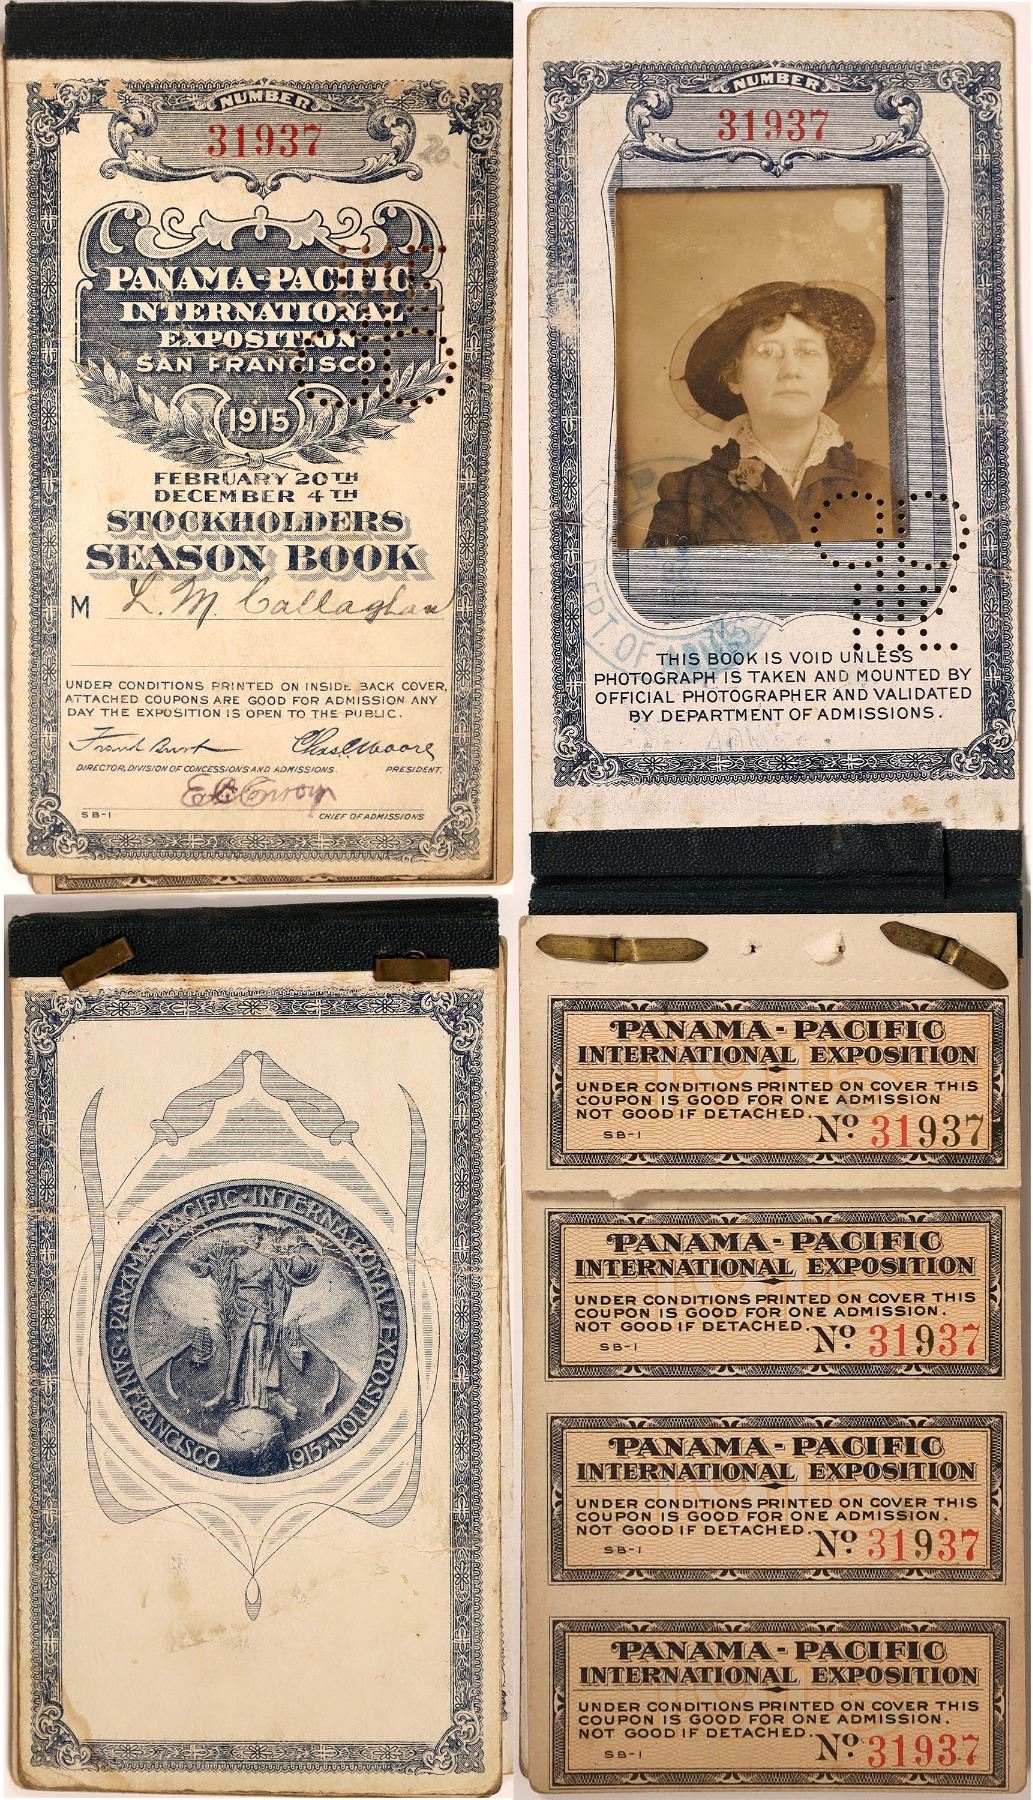 NUMBER
31937
20
PANAMA-PACIFIC
INTERNATIONAL
EXPOSITION
SAN FRANCISCO
1915
FEBRUARY 20TH
DECEMBER 4TH
STOCKHOLDERS
SEASON BOOK
M L. M. Callaghan
UNDER CONDITIONS PRINTED ON INSIDE BACK COVER,
ATTACHED COUPONS ARE GOOD FOR ADMISSION ANY
DAY THE EXPOSITION IS OPEN TO THE PUBLIC.
Frank Burt Chas C Moore
DIRECTOR, DIVISION OF CONCESSIONS AND ADMISSIONS. PRESIDENT.
SB-1 CHIEF OF ADMISSIONS
NUMBER
31937
DEPT. OF
THIS BOOK IS VOID UNLESS
PHOTOGRAPH IS TAKEN AND MOUNTED BY
OFFICIAL PHOTOGRAPHER AND VALIDATED
BY DEPARTMENT OF ADMISSIONS.
PANAMA-PACIFIC-INTERNATIONAL-EXPOSITION
SAN FRANCISCO 1915
PANAMA-PACIFIC
INTERNATIONAL EXPOSITION
UNDER CONDITIONS PRINTED ON COVER THIS
COUPON IS GOOD FOR ONE ADMISSION
NOT GOOD IF DETACHED.
SB-1 Nº 31937
PANAMA-PACIFIC
INTERNATIONAL EXPOSITION
UNDER CONDITIONS PRINTED ON COVER THIS
COUPON IS GOOD FOR ONE ADMISSION.
NOT GOOD IF DETACHED.
SB-1 Nº 31937
PANAMA-PACIFIC
INTERNATIONAL EXPOSITION
UNDER CONDITIONS PRINTED ON COVER THIS
COUPON IS GOOD FOR ONE ADMISSION.
NOT GOOD IF DETACHED.
SB-1 Nº 31937
PANAMA-PACIFIC
INTERNATIONAL EXPOSITION
UNDER CONDITIONS PRINTED ON COVER THIS
COUPON IS GOOD FOR ONE ADMISSION.
NOT GOOD IF DETACHED.
SB-1 Nº 31937